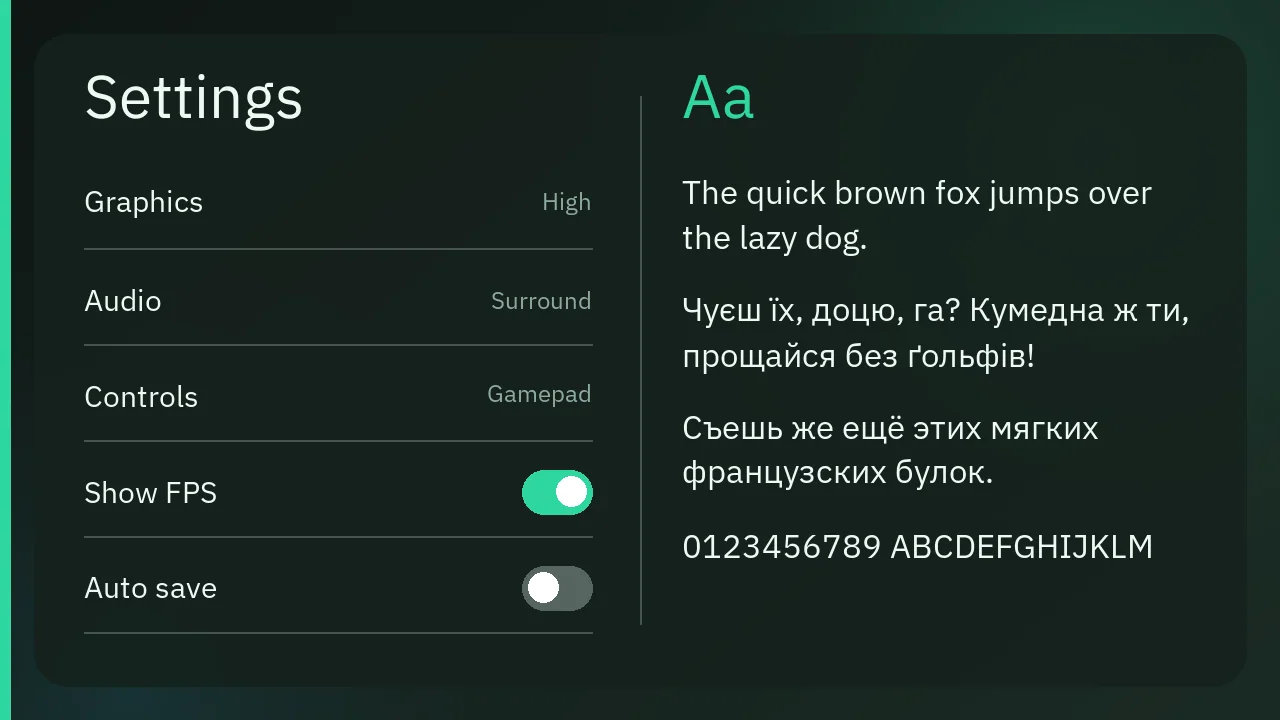 Settings
Graphics High
Audio Surround
Controls Gamepad
Show FPS
Auto save
Aa
The quick brown fox jumps over
the lazy dog.
Чуєш їх, доцю, га? Кумедна ж ти,
прощайся без ґольфів!
Съешь же ещё этих мягких
французских булок.
0123456789 ABCDEFGHIJKLM